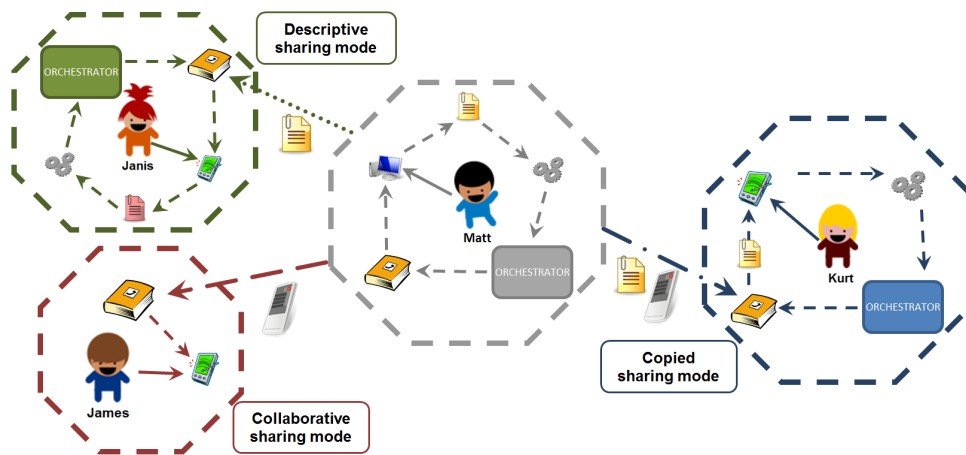 Descriptive
sharing mode
ORCHESTRATOR
Janis
Matt
ORCHESTRATOR
Kurt
ORCHESTRATOR
James
Collaborative
sharing mode
Copied
sharing mode